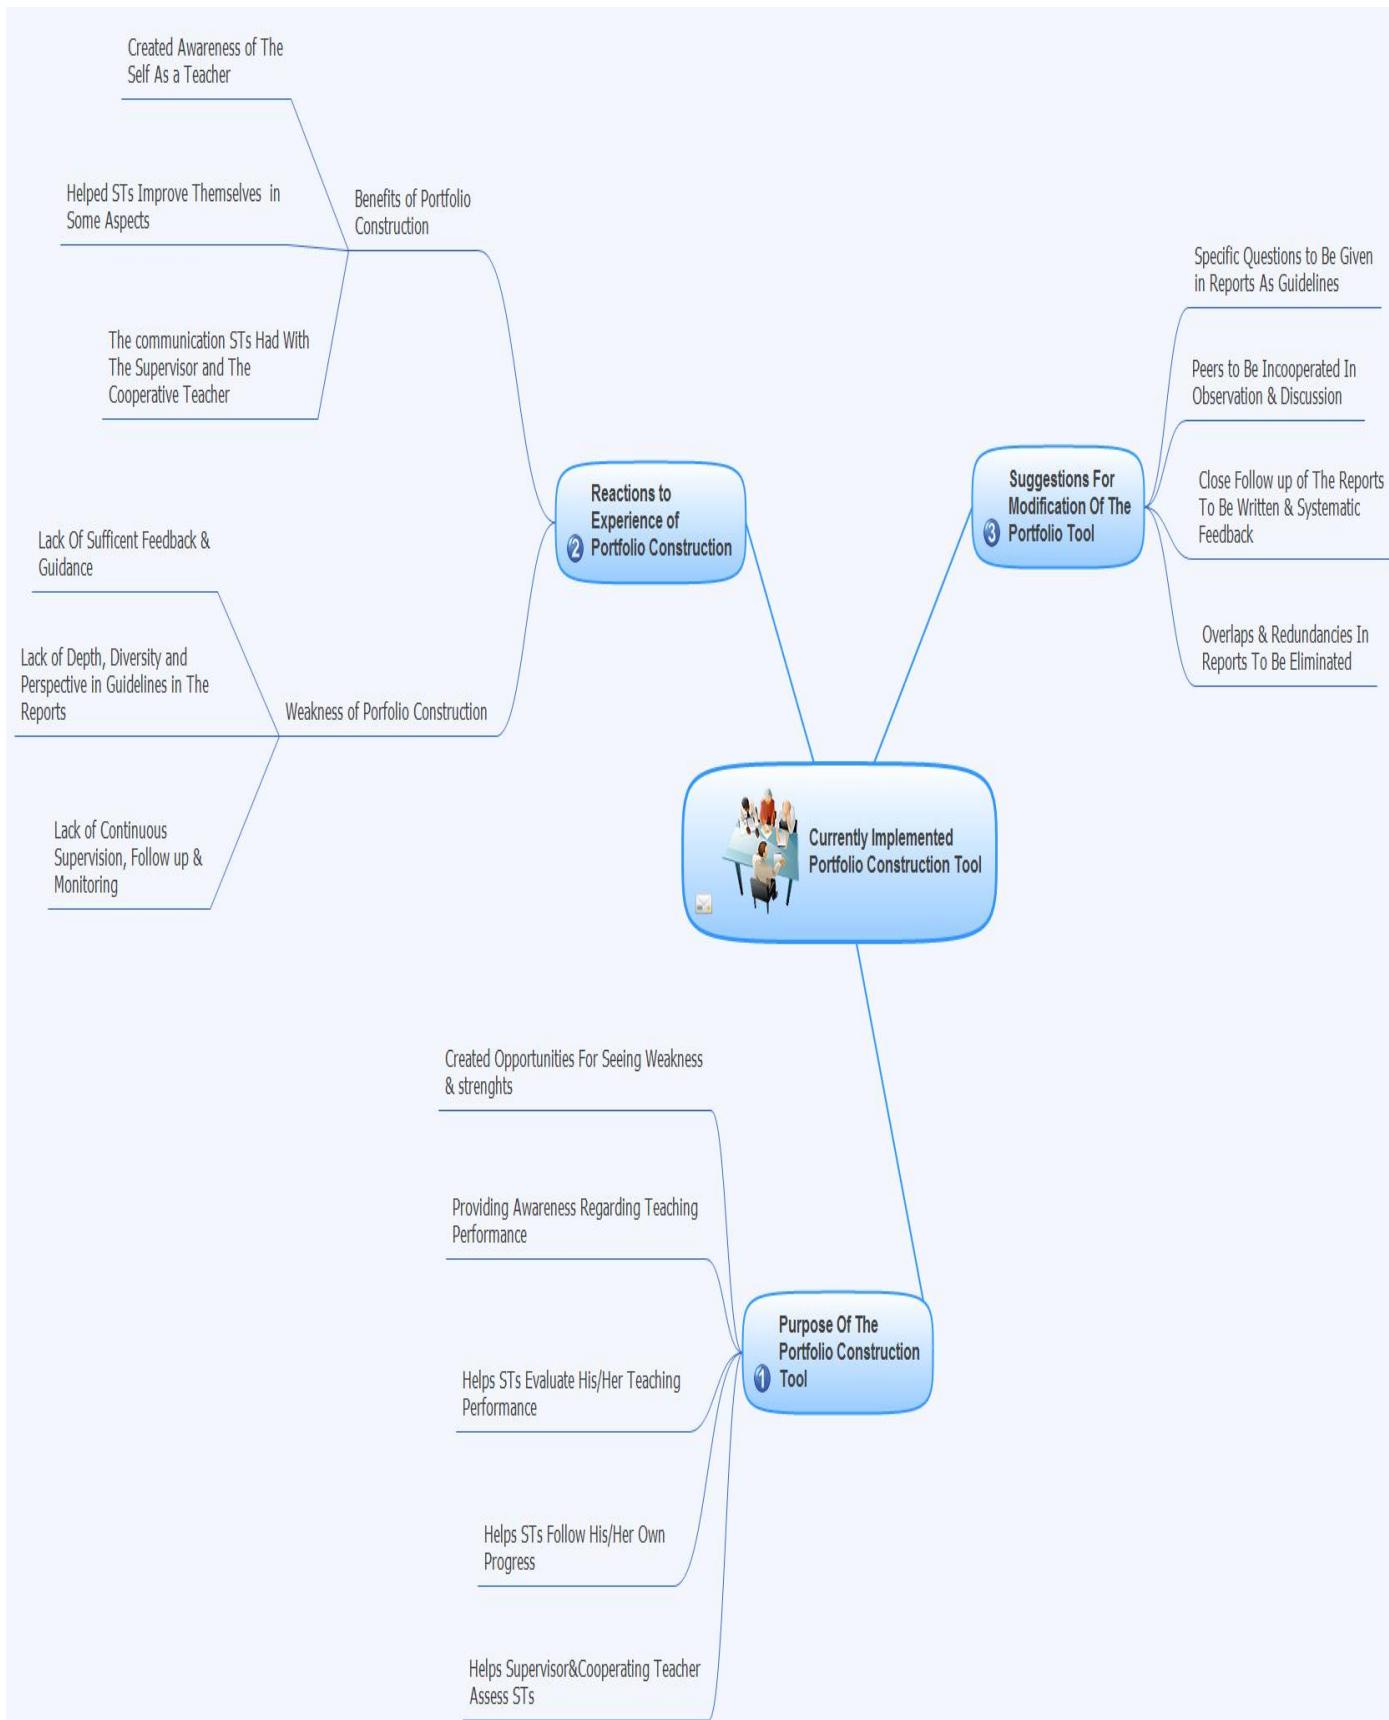 Created Awareness of The
Self As a Teacher
Helped STs Improve Themselves in
Some Aspects
Benefits of Portfolio
Construction
The communication STs Had With
The Supervisor and The
Cooperative Teacher
Reactions to
Experience of
2 Portfolio Construction
Lack Of Sufficent Feedback &
Guidance
Lack of Depth, Diversity and
Perspective in Guidelines in The
Reports
Weakness of Porfolio Construction
Lack of Continuous
Supervision, Follow up &
Monitoring
Specific Questions to Be Given
in Reports As Guidelines
Peers to Be Incooperated In
Observation & Discussion
Suggestions For
Modification Of The
3 Portfolio Tool
Close Follow up of The Reports
To Be Written & Systematic
Feedback
Overlaps & Redundancies In
Reports To Be Eliminated
Currently Implemented
Portfolio Construction Tool
Created Opportunities For Seeing Weakness
& strenghts
Providing Awareness Regarding Teaching
Performance
Purpose Of The
Portfolio Construction
1 Tool
Helps STs Evaluate His/Her Teaching
Performance
Helps STs Follow His/Her Own
Progress
Helps Supervisor&Cooperating Teacher
Assess STs